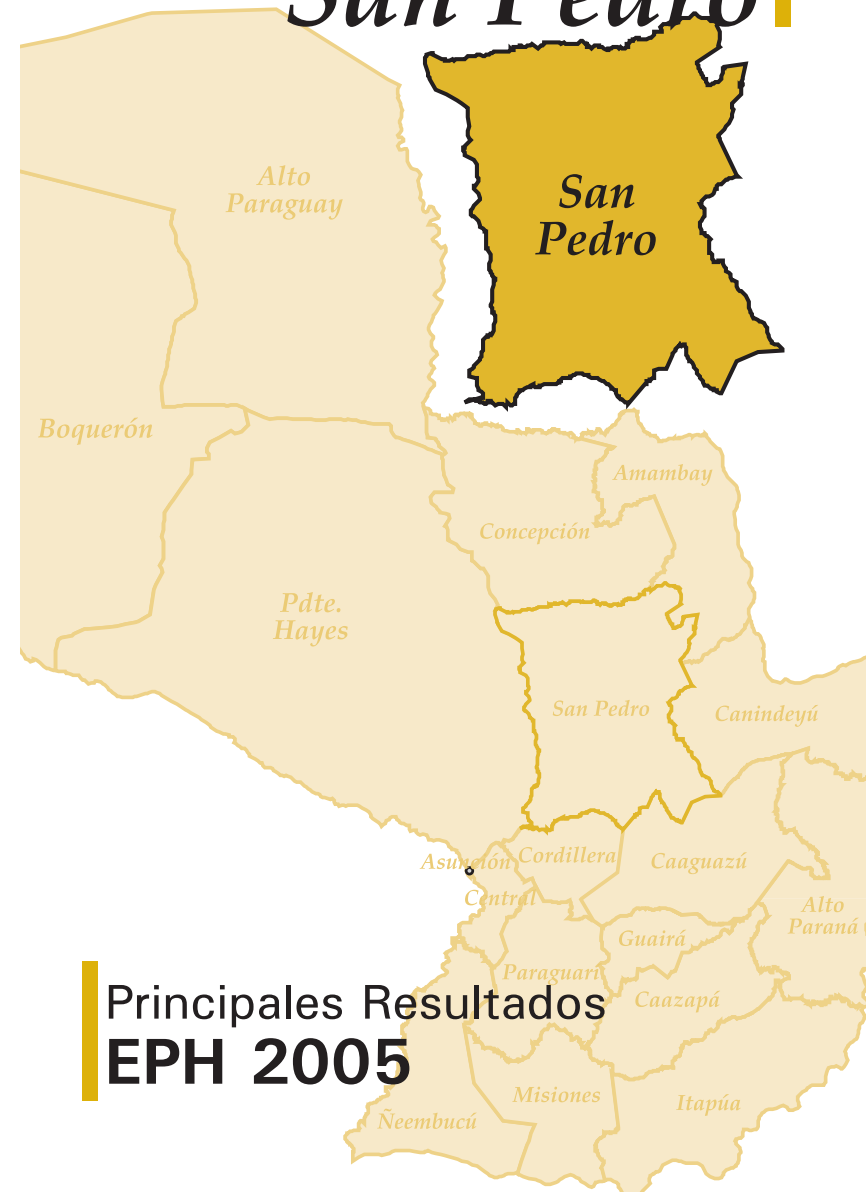 San Pedro
Alto
Paraguay
San
Pedro
Boquerón
Amambay
Concepción
Pdte.
Hayes
San Pedro
Canindeyú
Asunción
Cordillera
Caaguazú
Central
Alto
Paraná
Guairá
Paraguarí
Caazapá
Principales Resultados
EPH 2005
Misiones
Itapúa
Ñeembucú